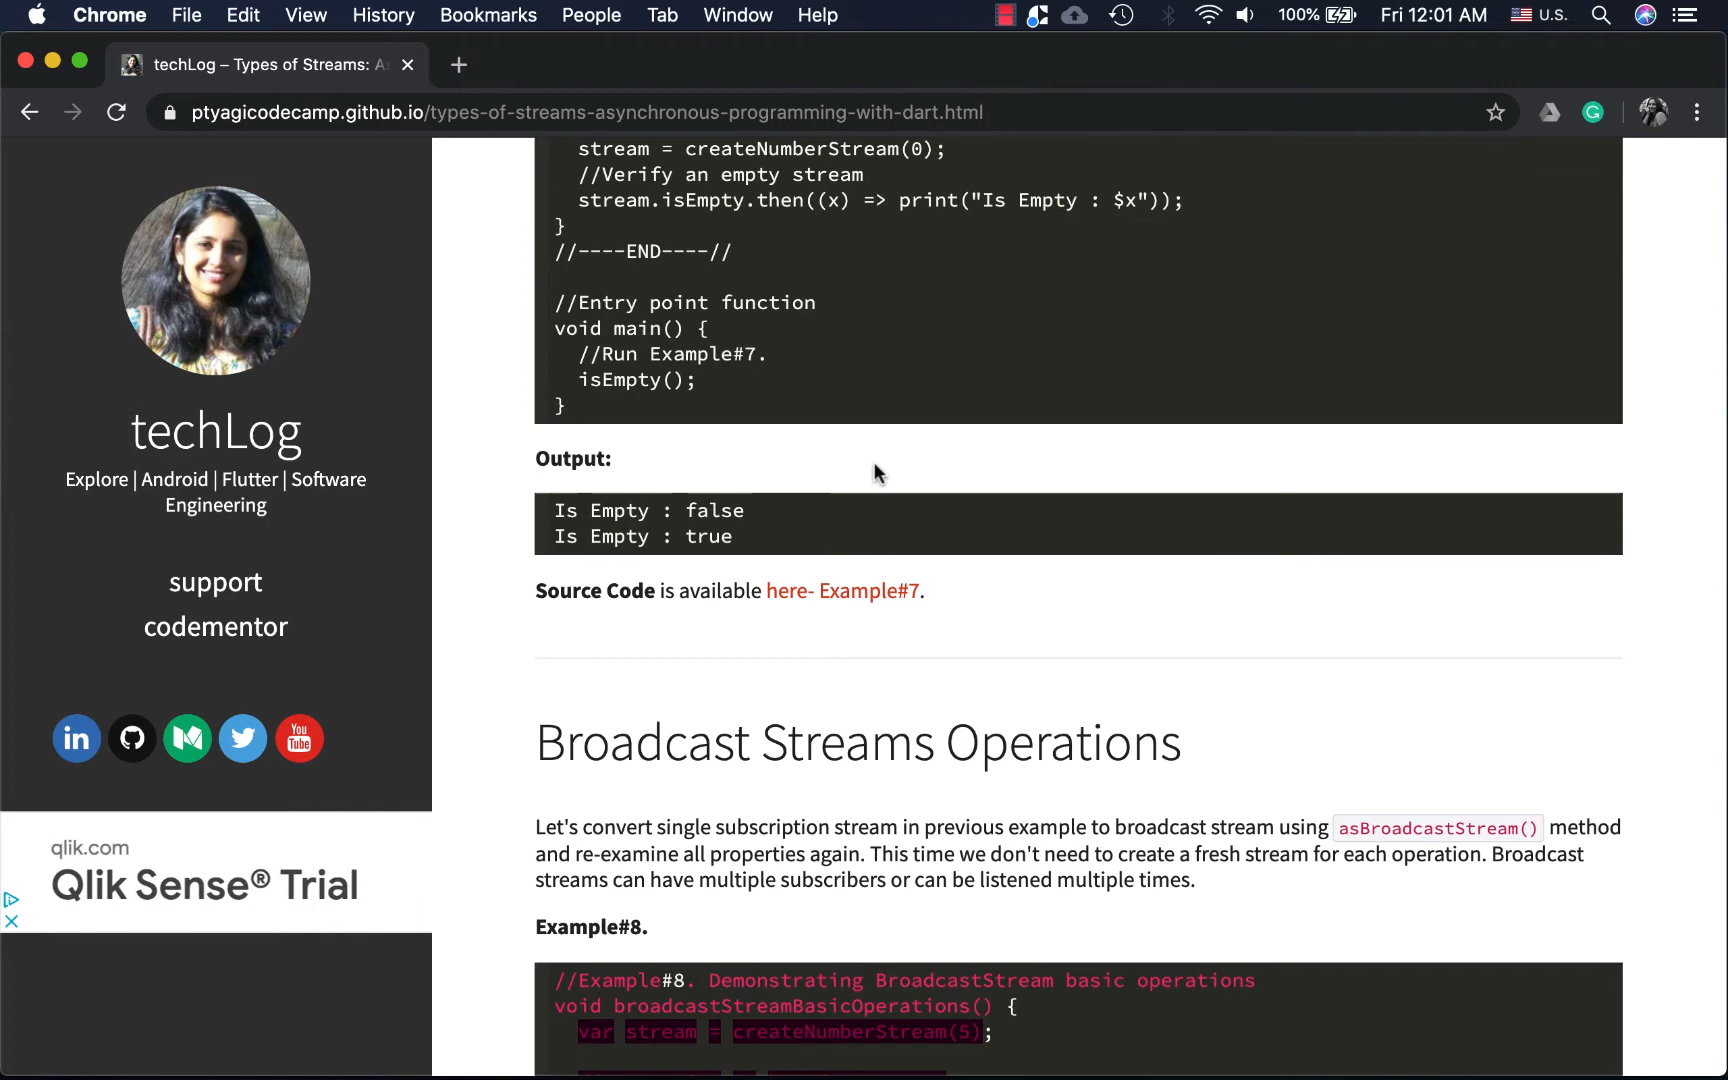 Chrome File Edit View History Bookmarks People Tab Window Help 100% Fri 12:01 AM U.S.
techLog – Types of Streams: As
ptyagicodecamp.github.io/types-of-streams-asynchronous-programming-with-dart.html
stream = createNumberStream(0);
//Verify an empty stream
stream.isEmpty.then((x) => print("Is Empty : $x"));
}
//----END----//
//Entry point function
void main() {
//Run Example#7.
isEmpty();
}
Output:
Is Empty : false
Is Empty : true
Source Code is available here- Example#7.
Broadcast Streams Operations
Let's convert single subscription stream in previous example to broadcast stream using asBroadcastStream() method
and re-examine all properties again. This time we don't need to create a fresh stream for each operation. Broadcast
streams can have multiple subscribers or can be listened multiple times.
Example#8.
//Example#8. Demonstrating BroadcastStream basic operations
void broadcastStreamBasicOperations() {
var stream = createNumberStream(5);
techLog
Explore | Android | Flutter | Software
Engineering
support
codementor
in
You
Tube
qlik.com
Qlik Sense® Trial